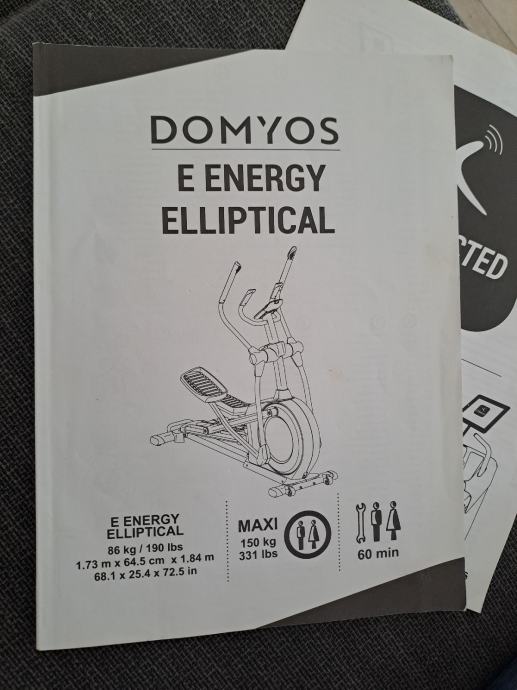 DOMYOS
E ENERGY
ELLIPTICAL
E ENERGY
ELLIPTICAL
86 kg / 190 lbs
1.73 m x 64.5 cm x 1.84 m
68.1 x 25.4 x 72.5 in
MAXI
150 kg
331 lbs
60 min
CTED